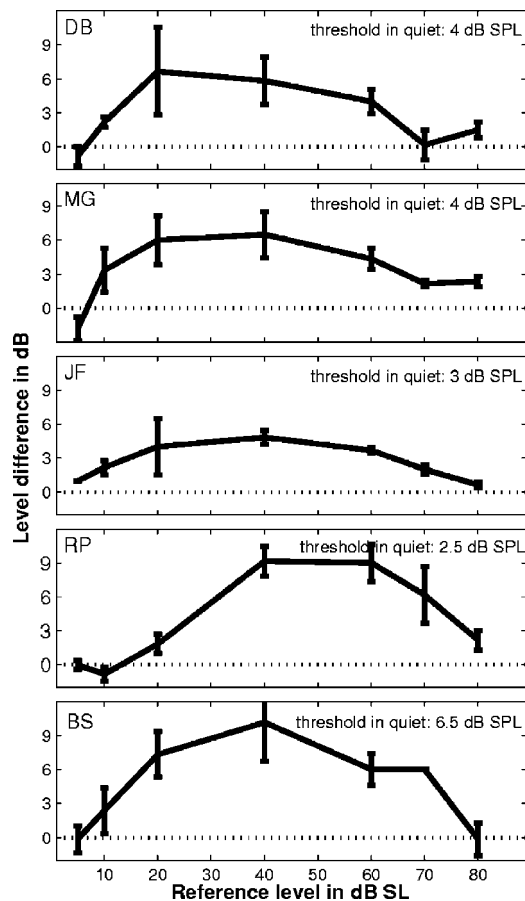 DB threshold in quiet: 4 dB SPL
9
6
3
0
MG threshold in quiet: 4 dB SPL
9
6
3
0
JF threshold in quiet: 3 dB SPL
9
6
3
0
RP threshold in quiet: 2.5 dB SPL
9
6
3
0
BS threshold in quiet: 6.5 dB SPL
9
6
3
0
Level difference in dB
10 20 30 40 50 60 70 80
Reference level in dB SL